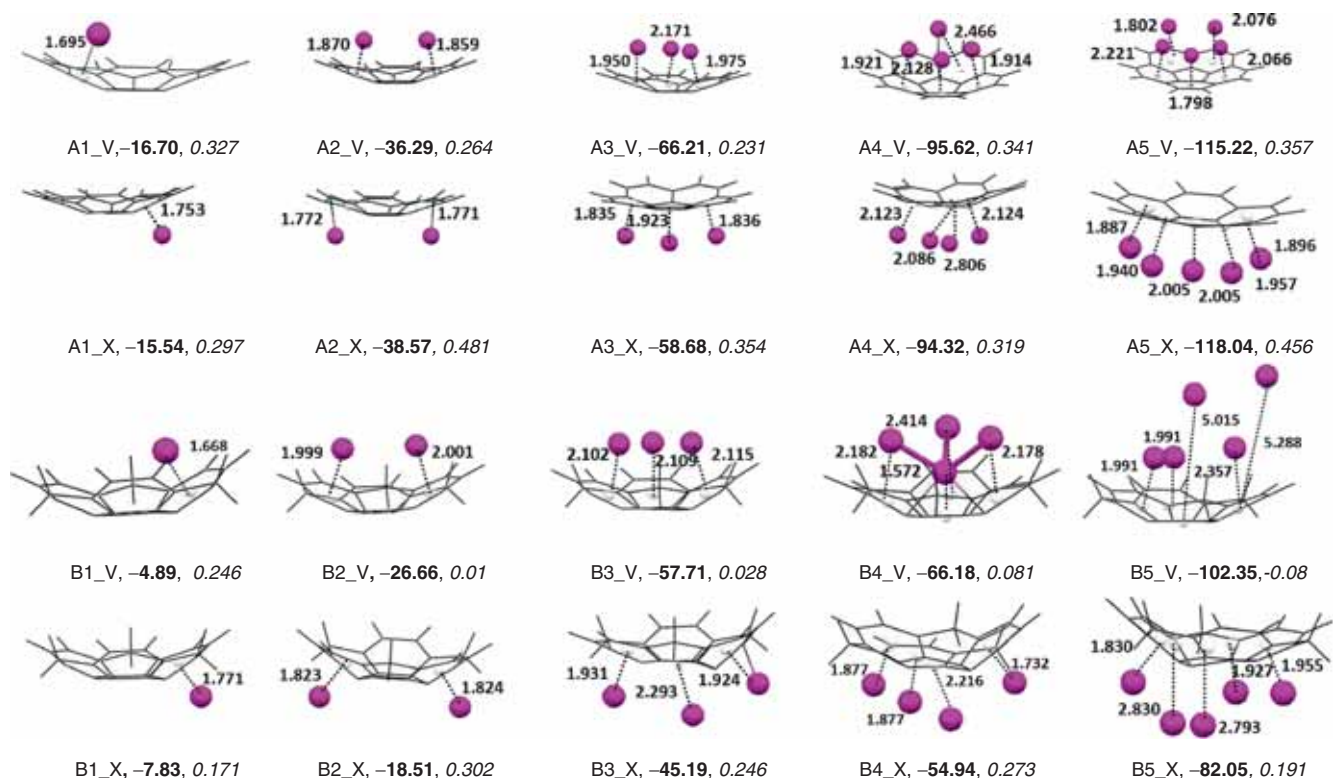 1.695
1.870 1.859
2.171
1.950 1.975
2.466
1.921 2.128 1.914
1.802 2.076
2.221 2.066
1.798
A1_V,–16.70, 0.327
A2_V, –36.29, 0.264
A3_V, –66.21, 0.231
A4_V, –95.62, 0.341
A5_V, –115.22, 0.357
1.753
1.772 1.771
1.835 1.923 1.836
2.123 2.124
2.086 2.806
1.887 1.896
1.940 1.957
2.005 2.005
A1_X, –15.54, 0.297
A2_X, –38.57, 0.481
A3_X, –58.68, 0.354
A4_X, –94.32, 0.319
A5_X, –118.04, 0.456
1.668
1.999 2.001
2.102 2.109 2.115
2.414
2.182 2.178
1.572
5.015
1.991 5.288
1.991 2.357
B1_V, –4.89, 0.246
B2_V, –26.66, 0.01
B3_V, –57.71, 0.028
B4_V, –66.18, 0.081
B5_V, –102.35,-0.08
1.771
1.823 1.824
1.931 1.924
2.293
1.877 1.732
2.216
1.877
1.830 1.927 1.955
2.830 2.793
B1_X, –7.83, 0.171
B2_X, –18.51, 0.302
B3_X, –45.19, 0.246
B4_X, –54.94, 0.273
B5_X, –82.05, 0.191